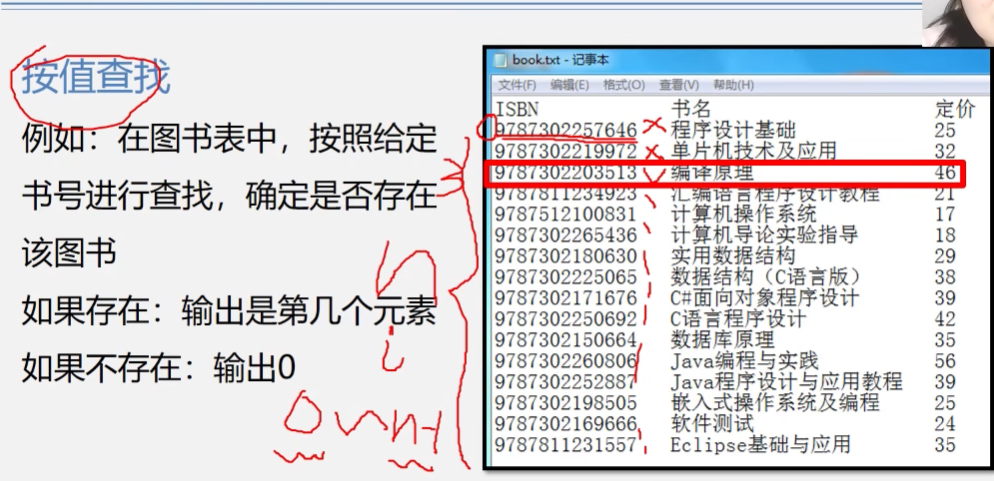 按值查找
例如：在图书表中，按照给定
书号进行查找，确定是否存在
该图书
如果存在：输出是第几个元素
如果不存在：输出0
i
book.txt - 记事本
文件(F) 编辑(E) 格式(O) 查看(V) 帮助(H)
ISBN 书名 定价
9787302257646 程序设计基础 25
9787302219972 单片机技术及应用 32
9787302203513 编译原理 46
9787811234923 汇编语言程序设计教程 21
9787512100831 计算机操作系统 17
9787302265436 计算机导论实验指导 18
9787302180630 实用数据结构 29
9787302225065 数据结构（C语言版） 38
9787302171676 C#面向对象程序设计 39
9787302250692 C语言程序设计 42
9787302150664 数据库原理 35
9787302260806 Java编程与实践 56
9787302252887 Java程序设计与应用教程 39
9787302198505 嵌入式操作系统及编程 25
9787302169666 软件测试 24
9787811231557 Eclipse基础与应用 35